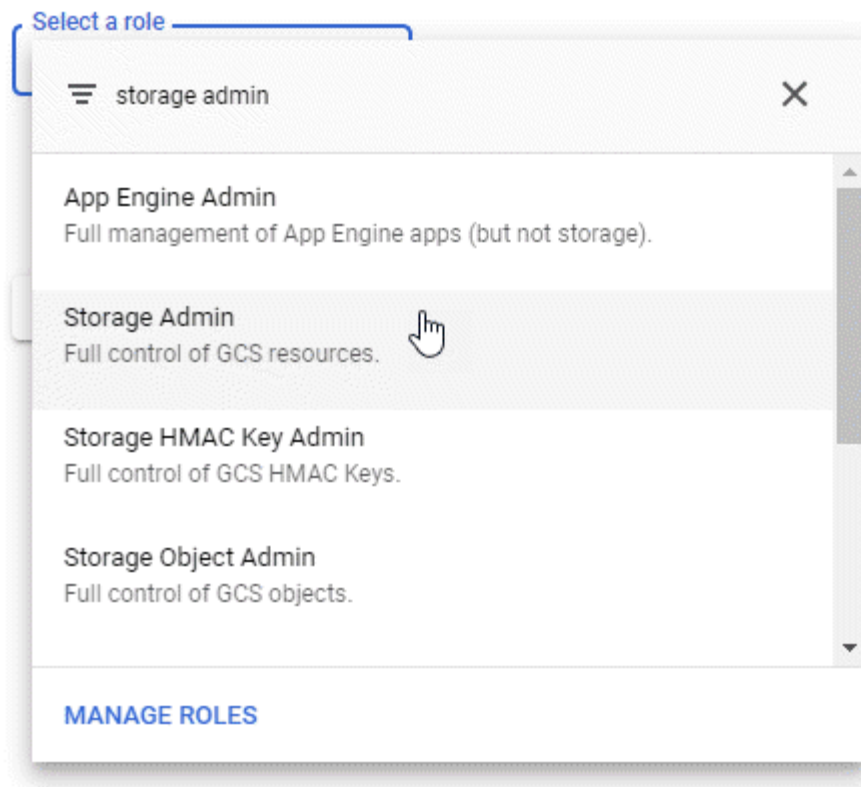 Select a role
storage admin
App Engine Admin
Full management of App Engine apps (but not storage).
Storage Admin
Full control of GCS resources.
Storage HMAC Key Admin
Full control of GCS HMAC Keys.
Storage Object Admin
Full control of GCS objects.
MANAGE ROLES